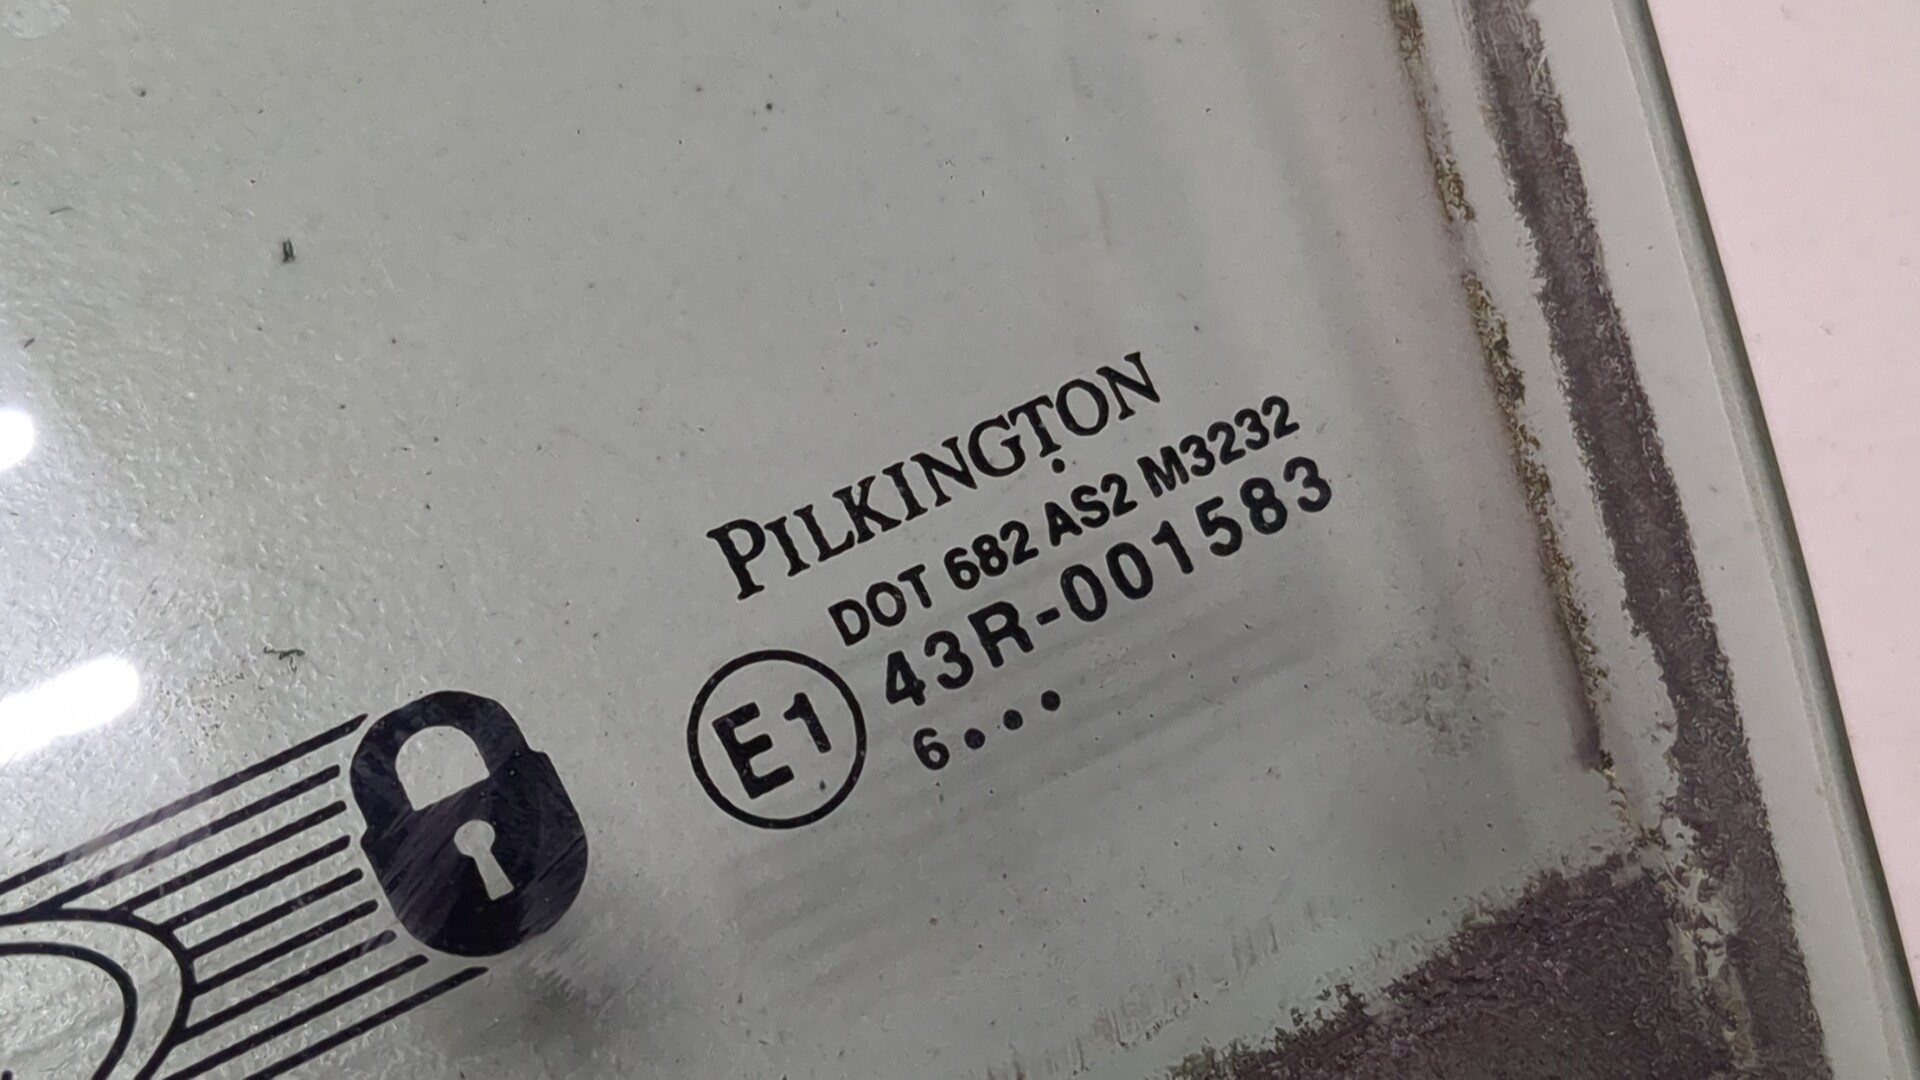 PILKINGTON
.
DOT 682 AS2 M3232
43R-001583
E1
6...